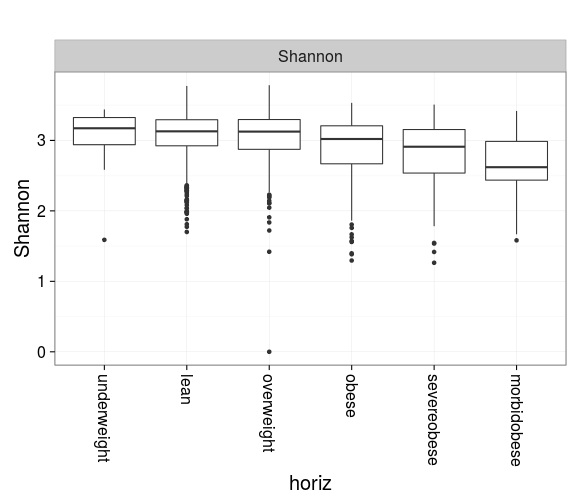 Shannon
Shannon
3
2
1
0
underweight
lean
overweight
obese
severeobese
morbidobese
horiz